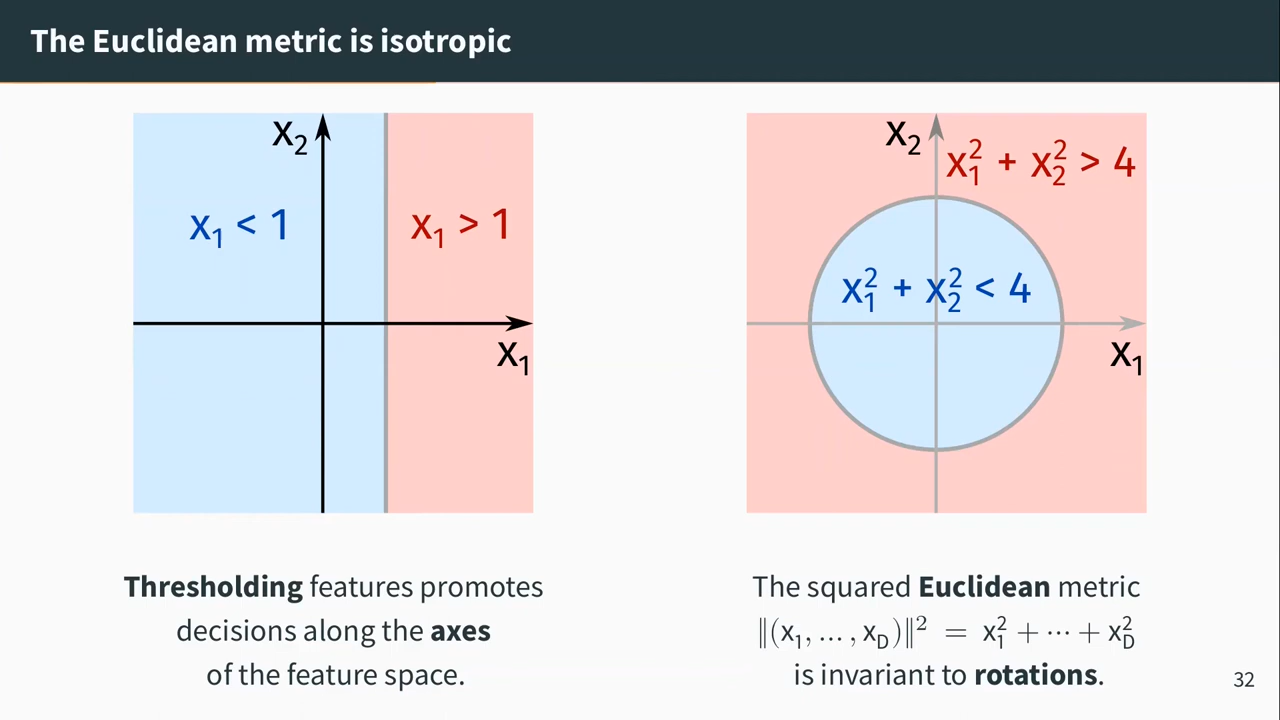 The Euclidean metric is isotropic
x₂
x₁ < 1
x₁ > 1
x₁
Thresholding features promotes
decisions along the axes
of the feature space.
x₂
x₁² + x₂² > 4
x₁² + x₂² < 4
x₁
The squared Euclidean metric
‖(x₁, … , x_D)‖² = x₁² + ⋯ + x_D²
is invariant to rotations.
32